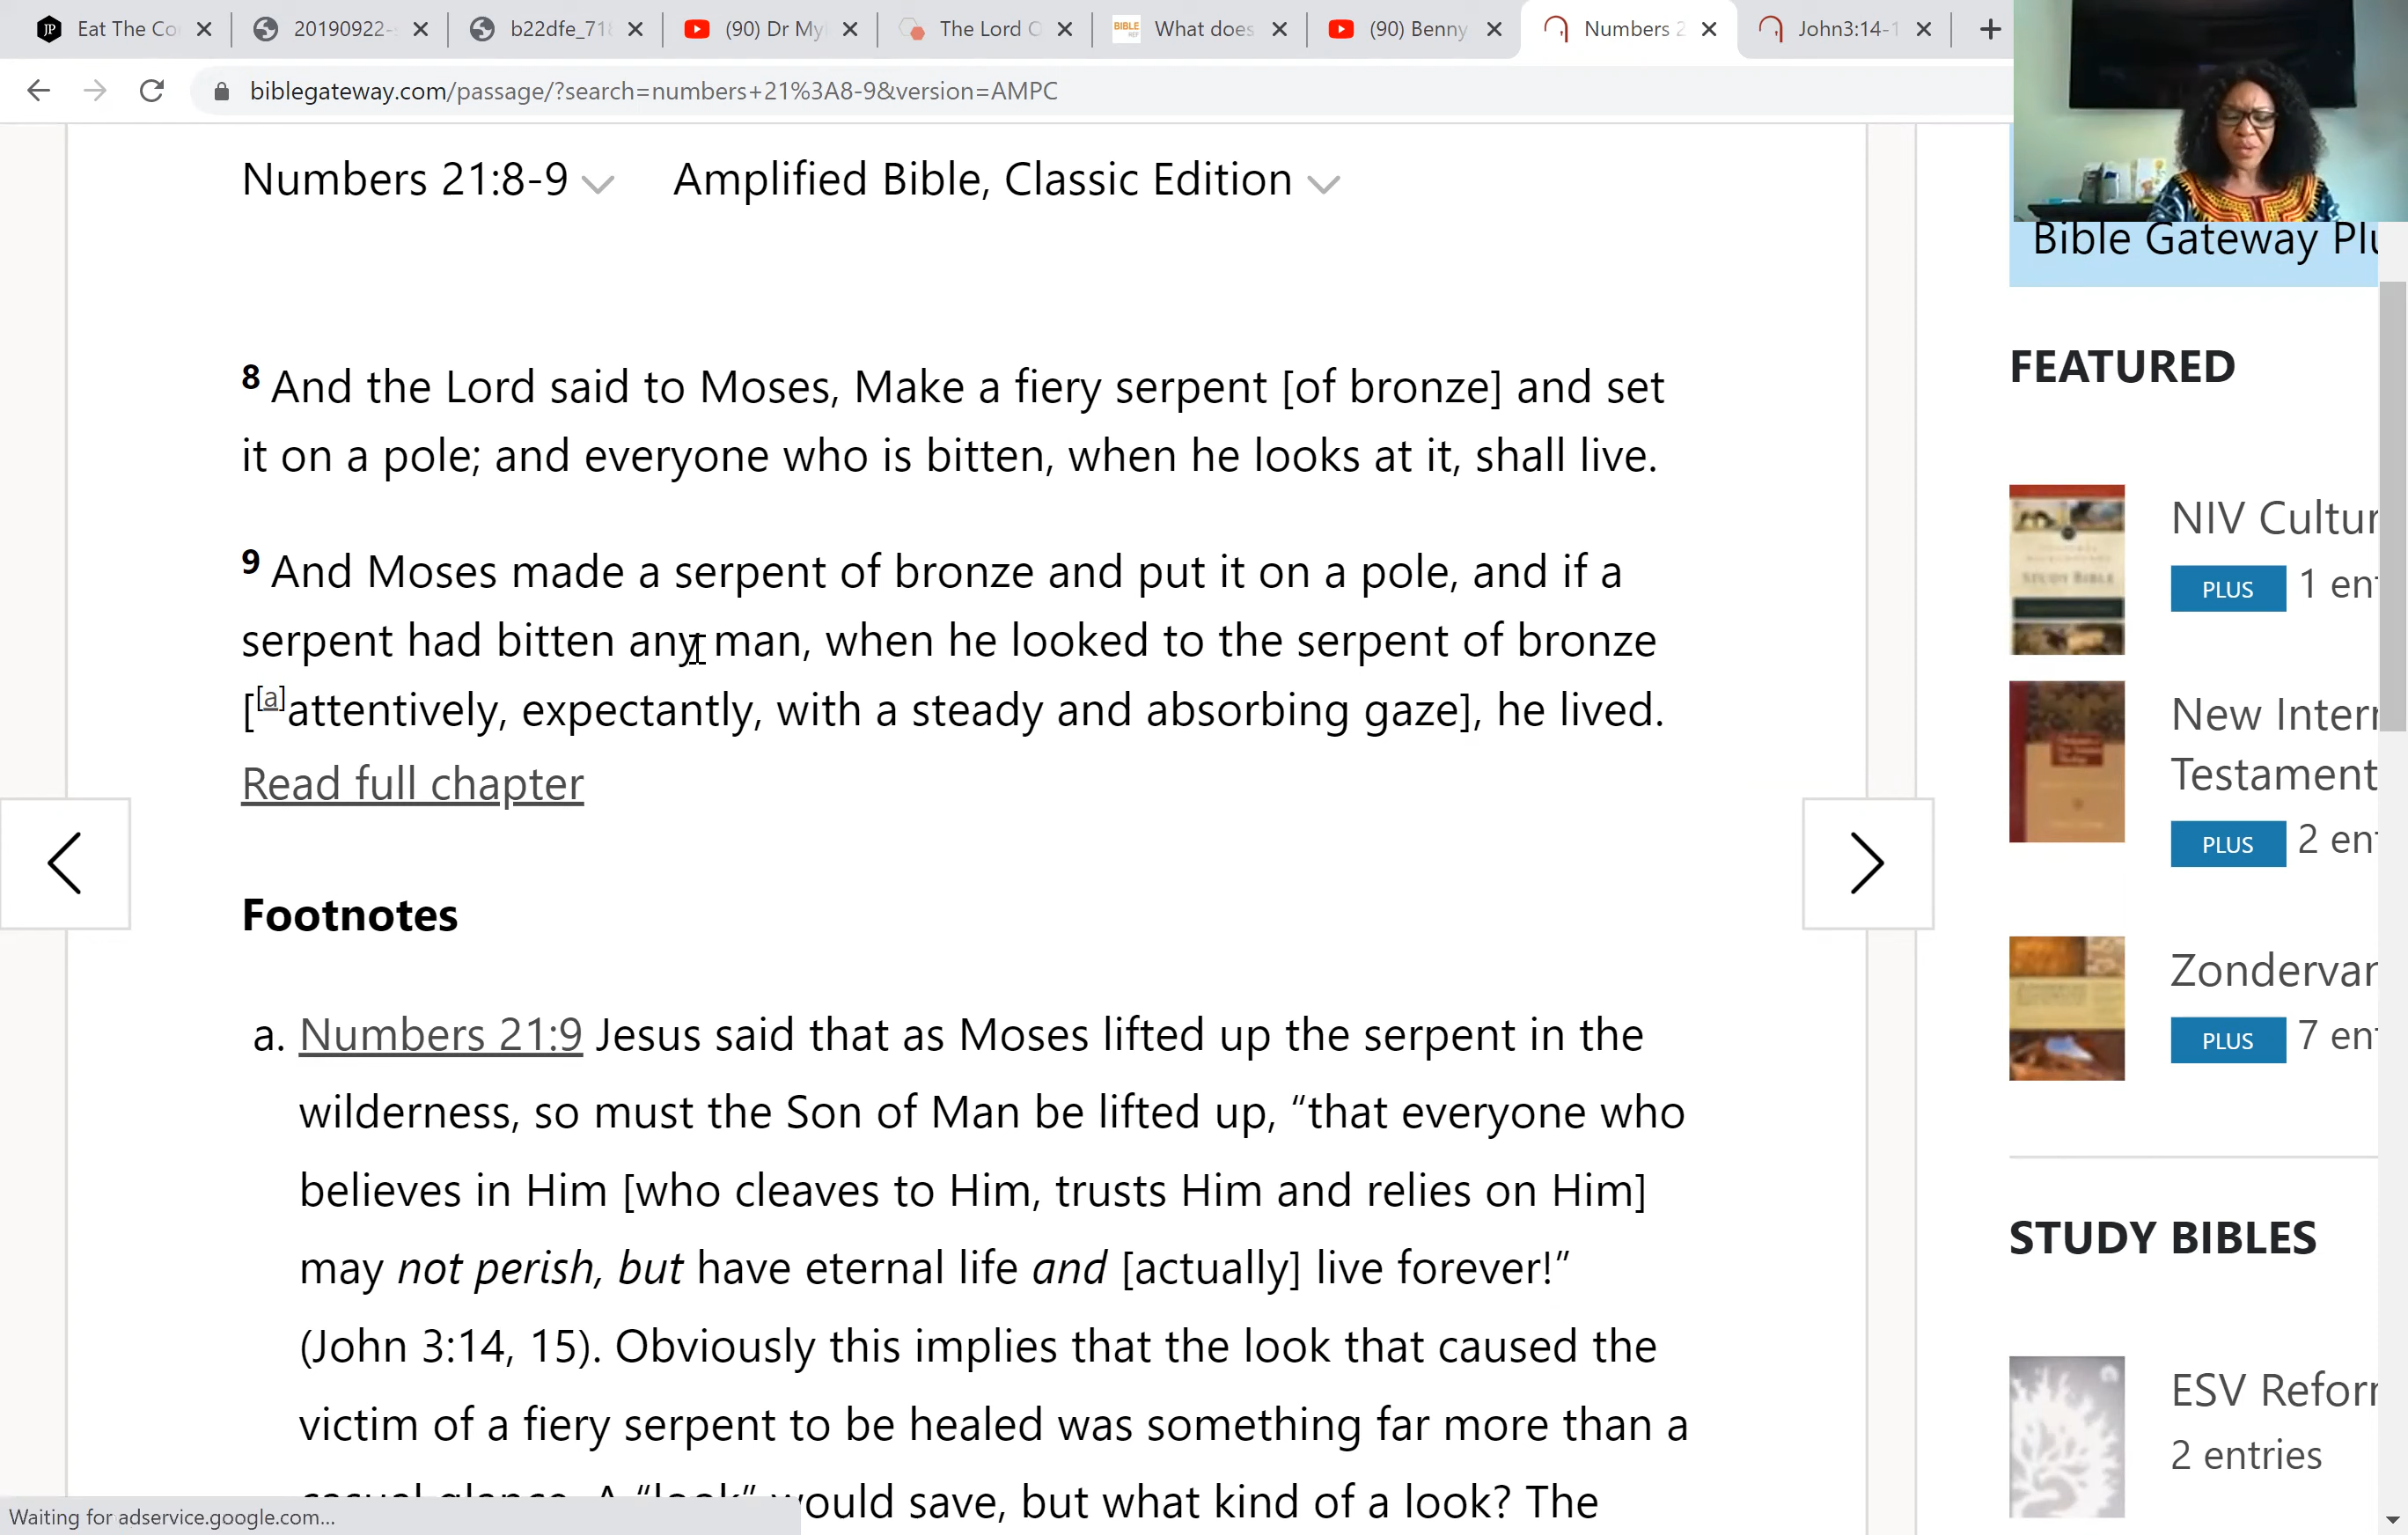 Eat The Co
20190922-
b22dfe_71
(90) Dr My
The Lord
What does
(90) Benny
Numbers 2
John3:14-1
biblegateway.com/passage/?search=numbers+21%3A8-9&version=AMPC
Numbers 21:8-9 Amplified Bible, Classic Edition
8 And the Lord said to Moses, Make a fiery serpent [of bronze] and set
it on a pole; and everyone who is bitten, when he looks at it, shall live.
9 And Moses made a serpent of bronze and put it on a pole, and if a
serpent had bitten any man, when he looked to the serpent of bronze
[[a]attentively, expectantly, with a steady and absorbing gaze], he lived.
Read full chapter
Footnotes
a. Numbers 21:9 Jesus said that as Moses lifted up the serpent in the
wilderness, so must the Son of Man be lifted up, “that everyone who
believes in Him [who cleaves to Him, trusts Him and relies on Him]
may not perish, but have eternal life and [actually] live forever!”
(John 3:14, 15). Obviously this implies that the look that caused the
victim of a fiery serpent to be healed was something far more than a
casual glance. A “look” would save, but what kind of a look? The
Waiting for adservice.google.com...
Bible Gateway Plu
FEATURED
NIV Cultur
PLUS 1 ent
STUDY BIBLE
New Interr
Testament
PLUS 2 ent
Zondervar
PLUS 7 ent
STUDY BIBLES
ESV Refor
2 entries